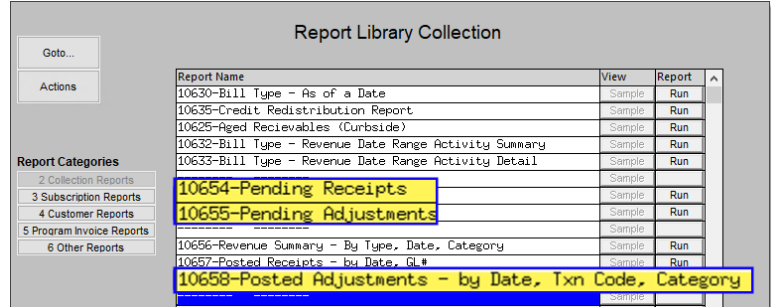 Report Library Collection
Goto...
Actions
Report Name View Report
10630-Bill Type - As of a Date Sample Run
10635-Credit Redistribution Report Sample Run
10625-Aged Recievables (Curbside) Sample Run
10632-Bill Type - Revenue Date Range Activity Summary Sample Run
10633-Bill Type - Revenue Date Range Activity Detail Sample Run
-------- -------- Sample
10654-Pending Receipts Sample Run
10655-Pending Adjustments Sample Run
-------- -------- Sample
10656-Revenue Summary - By Type, Date, Category Sample Run
10657-Posted Receipts - by Date, GL# Sample Run
10658-Posted Adjustments - by Date, Txn Code, Category
-------- -------- Sample
Report Categories
2 Collection Reports
3 Subscription Reports
4 Customer Reports
5 Program Invoice Reports
6 Other Reports